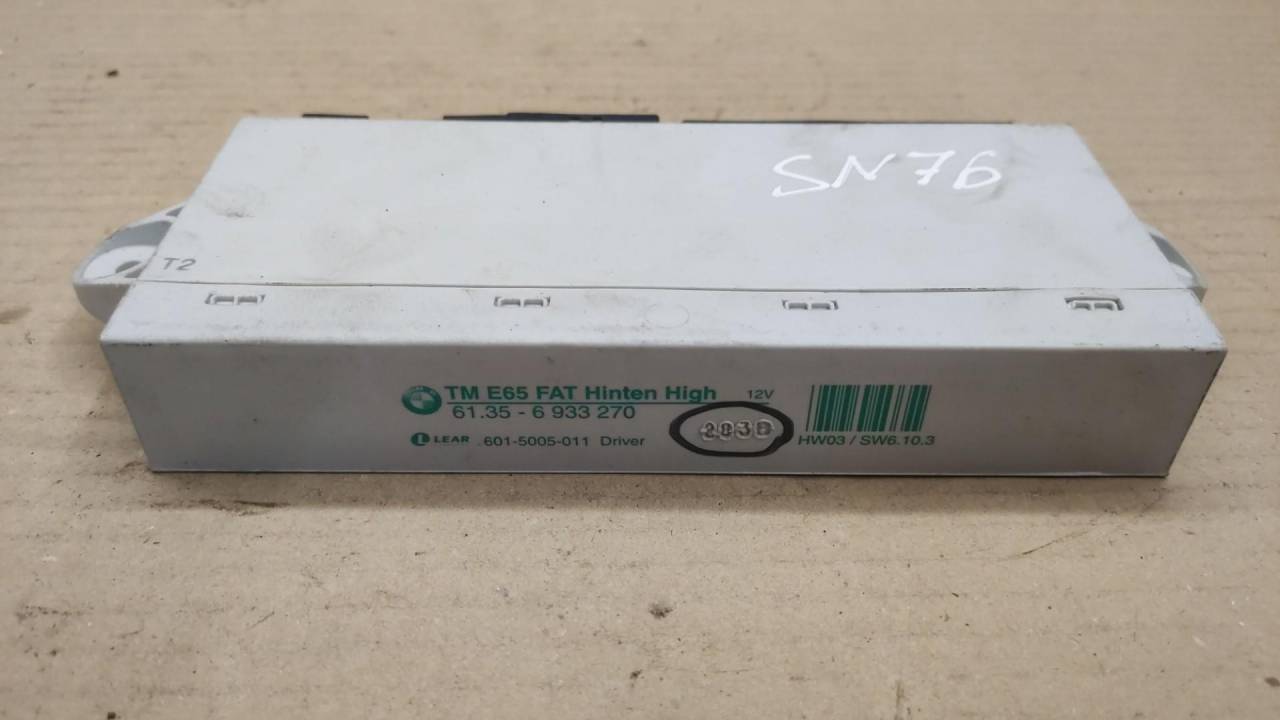 SN76
T2
TM E65 FAT Hinten High 12V
61.35 - 6 933 270
LEAR 601-5005-011 Driver
HW03 / SW6.10.3